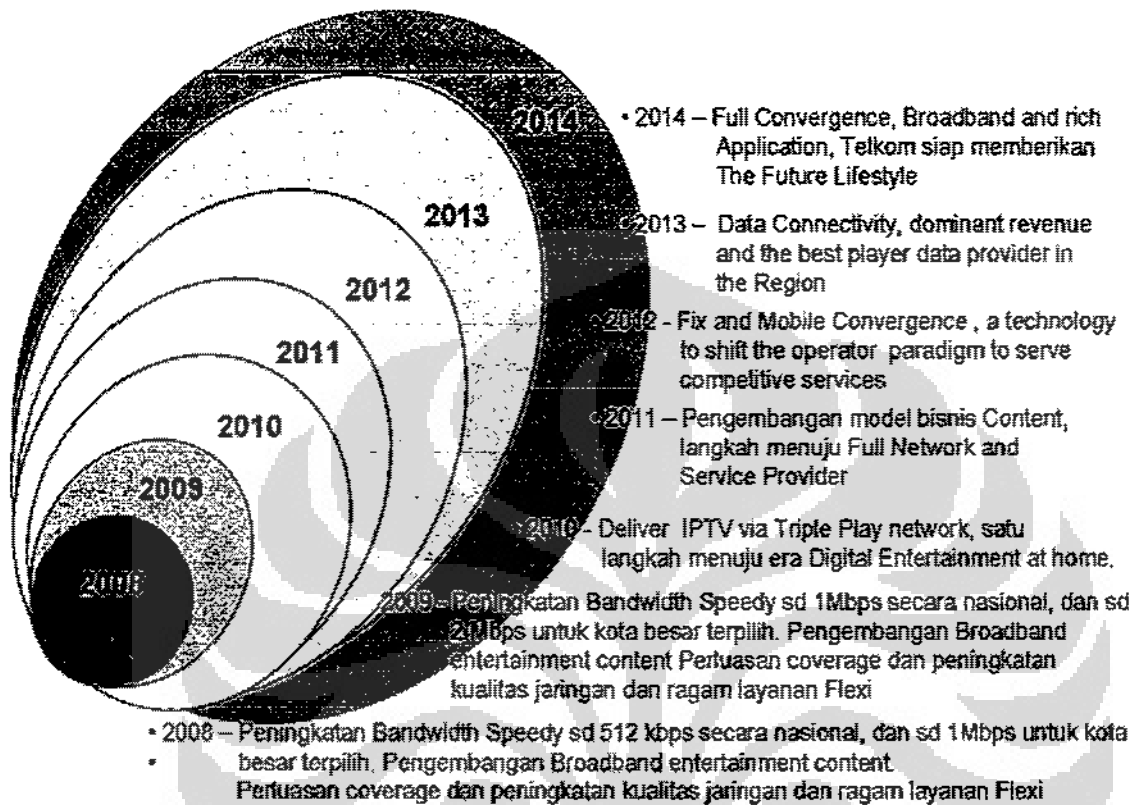 2014
2013
2012
2011
2010
2009
2008
• 2014 – Full Convergence, Broadband and rich
Application, Telkom siap memberikan
The Future Lifestyle
• 2013 – Data Connectivity, dominant revenue
and the best player data provider in
the Region
• 2012 - Fix and Mobile Convergence , a technology
to shift the operator paradigm to serve
competitive services
• 2011 – Pengembangan model bisnis Content,
langkah menuju Full Network and
Service Provider
• 2010 – Deliver IPTV via Triple Play network, satu
langkah menuju era Digital Entertainment at home.
2009 - Peningkatan Bandwidth Speedy sd 1Mbps secara nasional, dan sd
2 Mbps untuk kota besar terpilih. Pengembangan Broadband
entertainment content Perluasan coverage dan peningkatan
kualitas jaringan dan ragam layanan Flexi
• 2008 – Peningkatan Bandwidth Speedy sd 512 kbps secara nasional, dan sd 1Mbps untuk kota
• besar terpilih. Pengembangan Broadband entertainment content
Perluasan coverage dan peningkatan kualitas jaringan dan ragam layanan Flexi